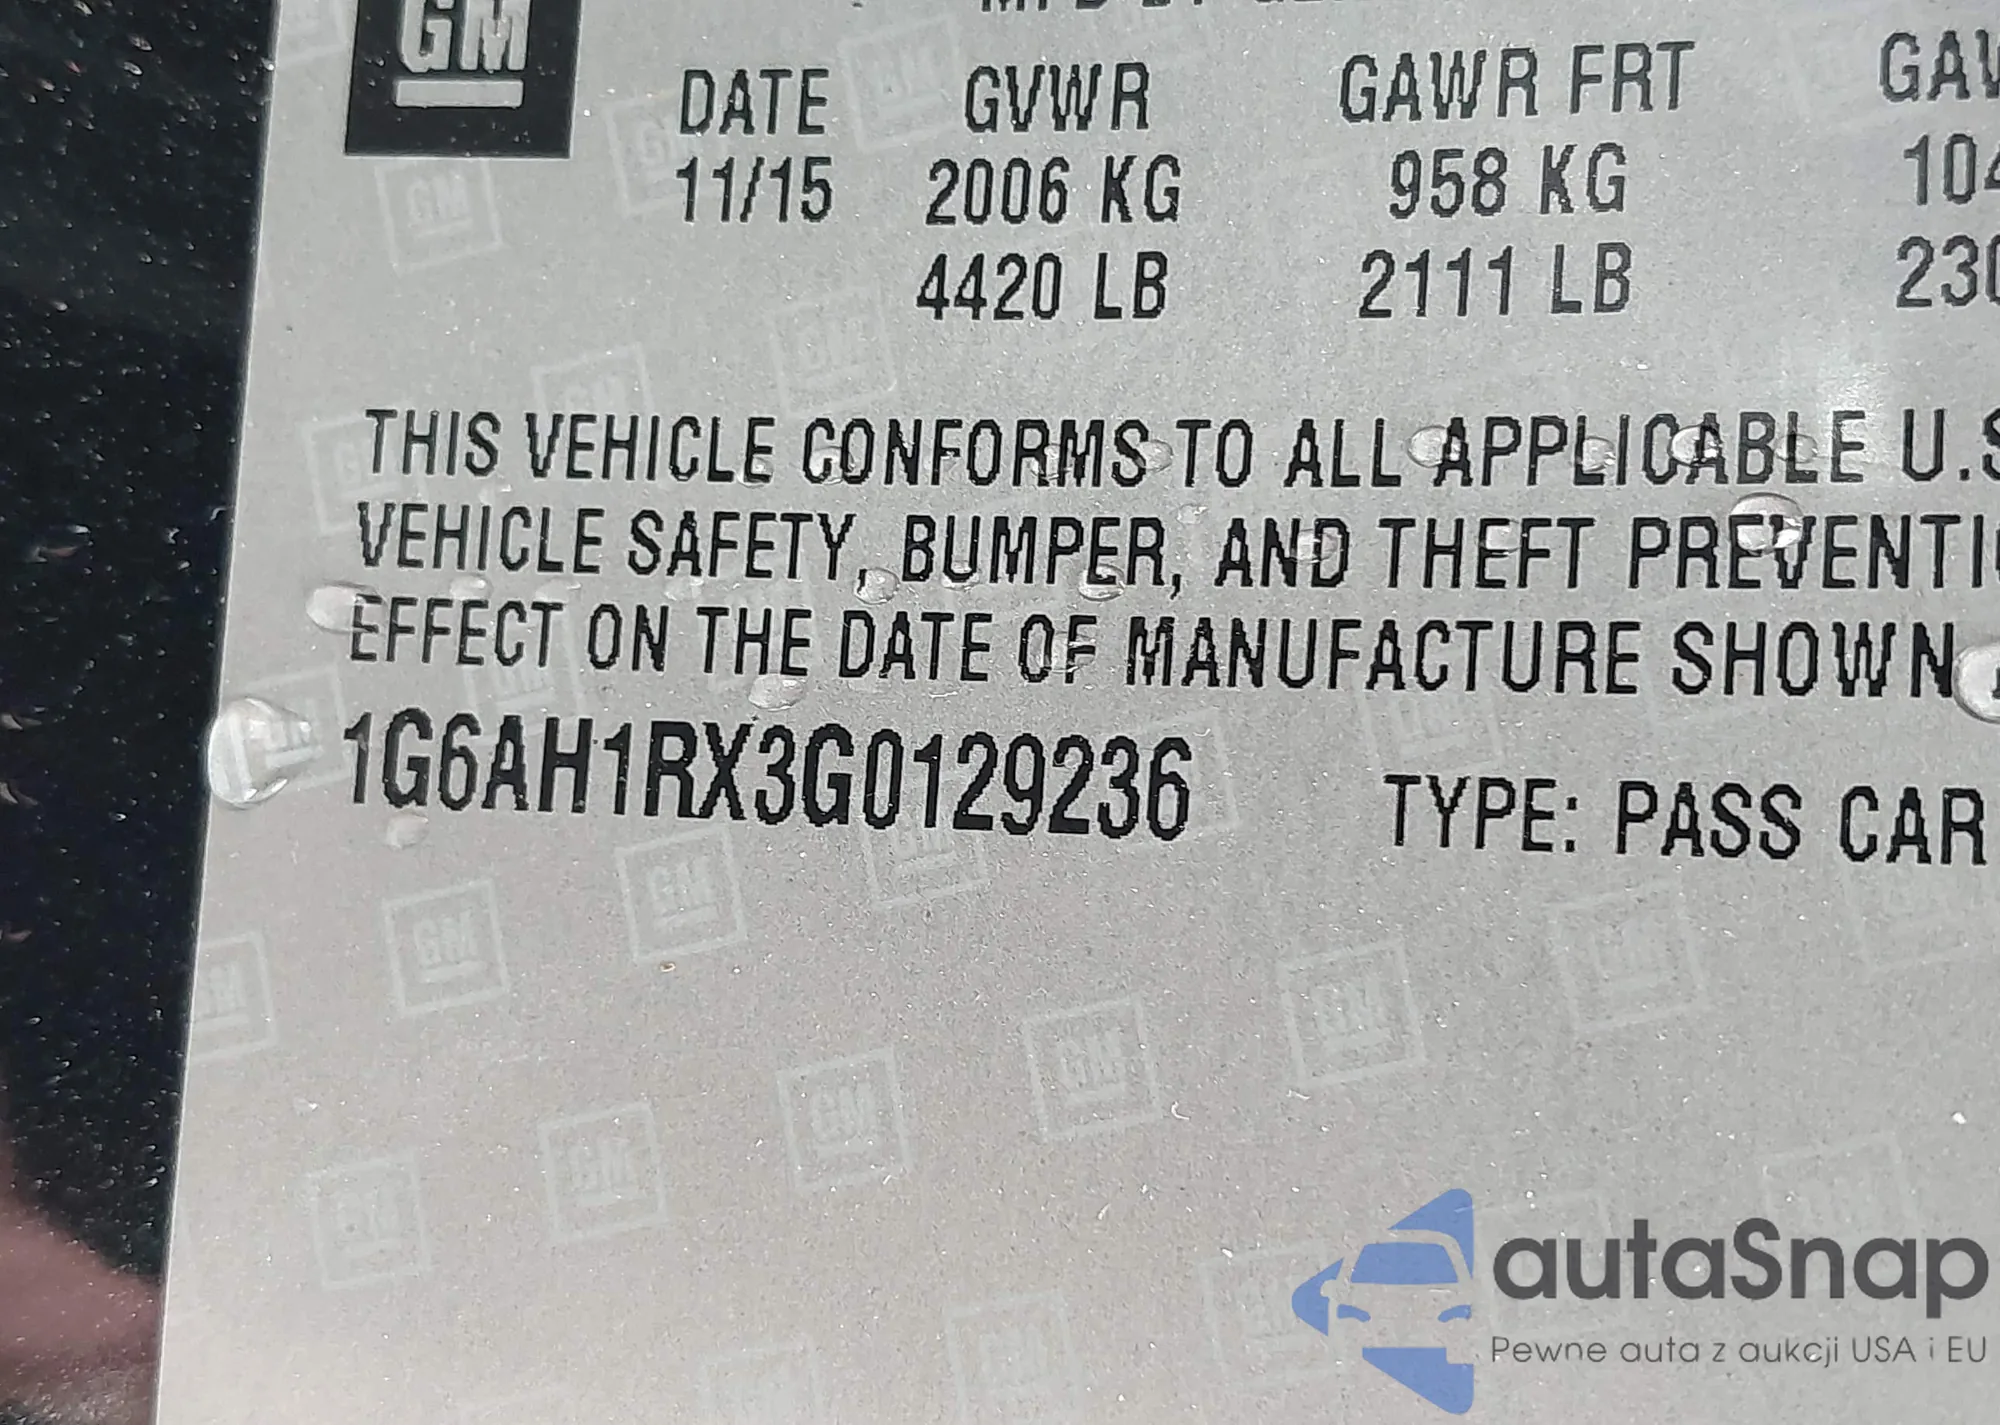 GM
DATE GVWR GAWR FRT
11/15 2006 KG 958 KG
4420 LB 2111 LB
THIS VEHICLE CONFORMS TO ALL APPLICABLE U.S
VEHICLE SAFETY, BUMPER, AND THEFT PREVENTI
EFFECT ON THE DATE OF MANUFACTURE SHOWN
1G6AH1RX3G0129236 TYPE: PASS CAR
autaSnap
Pewne auta z aukcji USA i EU